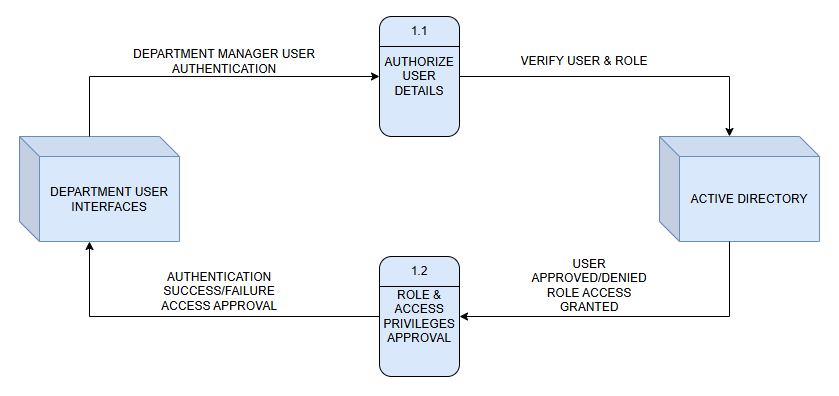 1.1
DEPARTMENT MANAGER USER
AUTHENTICATION
AUTHORIZE
USER
DETAILS
VERIFY USER & ROLE
DEPARTMENT USER
INTERFACES
ACTIVE DIRECTORY
1.2
AUTHENTICATION
SUCCESS/FAILURE
ACCESS APPROVAL
ROLE &
ACCESS
PRIVILEGES
APPROVAL
USER
APPROVED/DENIED
ROLE ACCESS
GRANTED